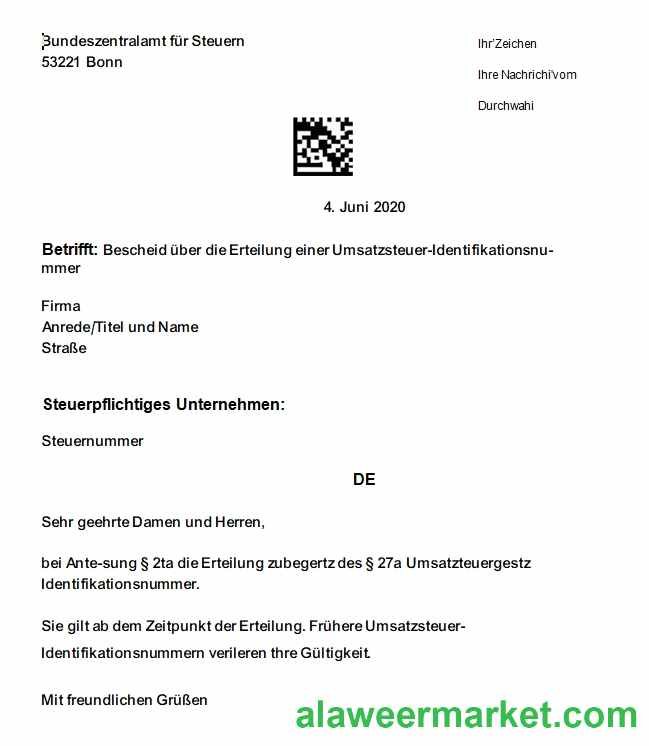 Bundeszentralamt für Steuern
53221 Bonn
Ihr'Zeichen
Ihre Nachrichi'vom
Durchwahi
4. Juni 2020
Betrifft: Bescheid über die Erteilung einer Umsatzsteuer-Identifikationsnu-
mmer
Firma
Anrede/Titel und Name
Straße
Steuerpflichtiges Unternehmen:
Steuernummer
DE
Sehr geehrte Damen und Herren,
bei Ante-sung § 2ta die Erteilung zubegertz des § 27a Umsatzteuergestz
Identifikationsnummer.
Sie gilt ab dem Zeitpunkt der Erteilung. Frühere Umsatzsteuer-
Identifikationsnummern verileren thre Gültigkeit.
Mit freundlichen Grüßen
alaweermarket.com